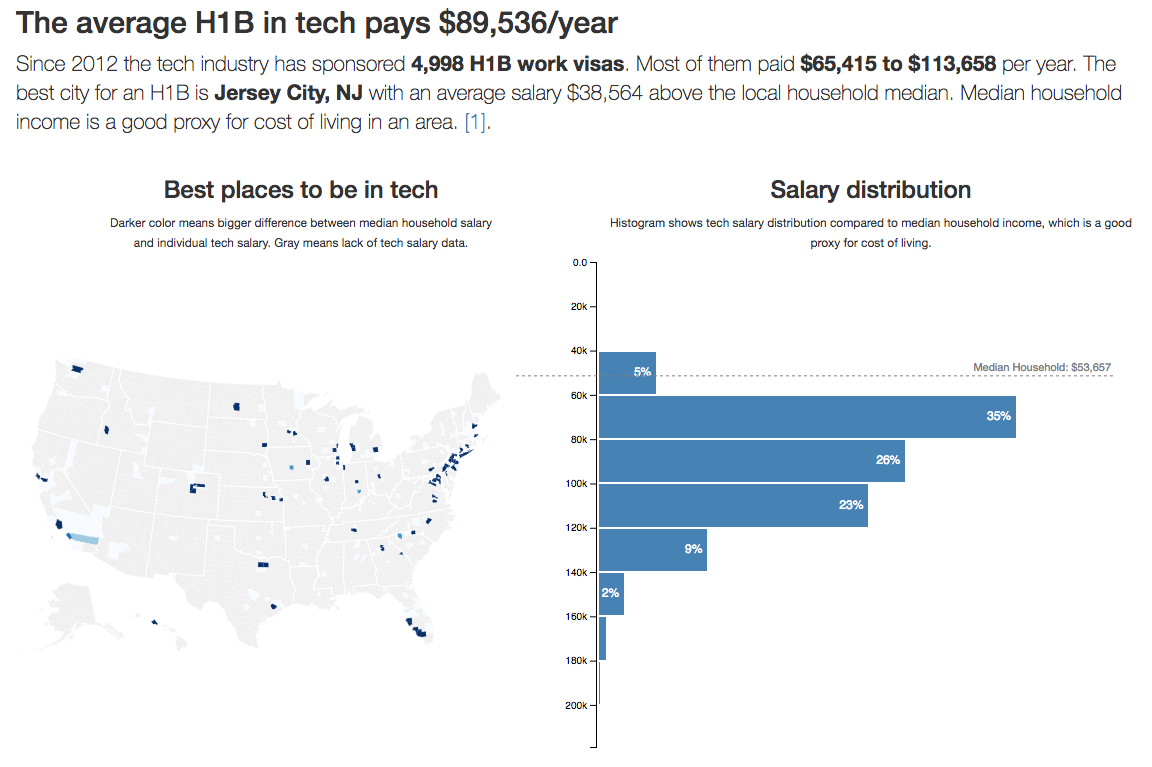 The average H1B in tech pays $89,536/year
Since 2012 the tech industry has sponsored 4,998 H1B work visas. Most of them paid $65,415 to $113,658 per year. The
best city for an H1B is Jersey City, NJ with an average salary $38,564 above the local household median. Median household
income is a good proxy for cost of living in an area. [1].
Best places to be in tech
Darker color means bigger difference between median household salary
and individual tech salary. Gray means lack of tech salary data.
Salary distribution
Histogram shows tech salary distribution compared to median household income, which is a good
proxy for cost of living.
0.0
20k
40k
5%
Median Household: $53,657
60k
35%
80k
26%
100k
23%
120k
9%
140k
2%
160k
180k
200k